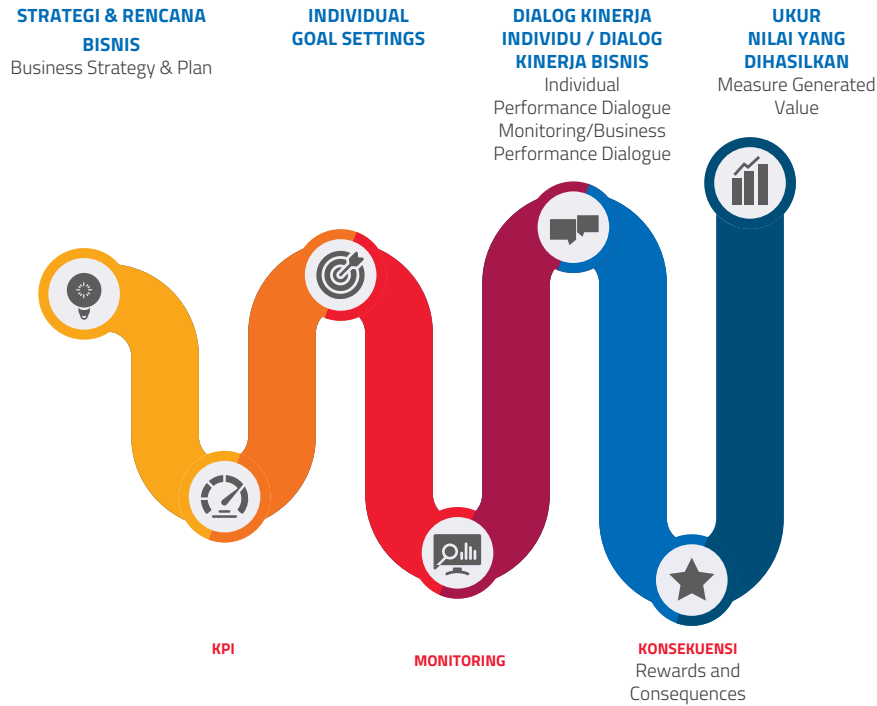 STRATEGI & RENCANA
BISNIS
Business Strategy & Plan
INDIVIDUAL
GOAL SETTINGS
DIALOG KINERJA
INDIVIDU / DIALOG
KINERJA BISNIS
Individual
Performance Dialogue
Monitoring/Business
Performance Dialogue
UKUR
NILAI YANG
DIHASILKAN
Measure Generated
Value
KPI
MONITORING
KONSEKUENSI
Rewards and
Consequences